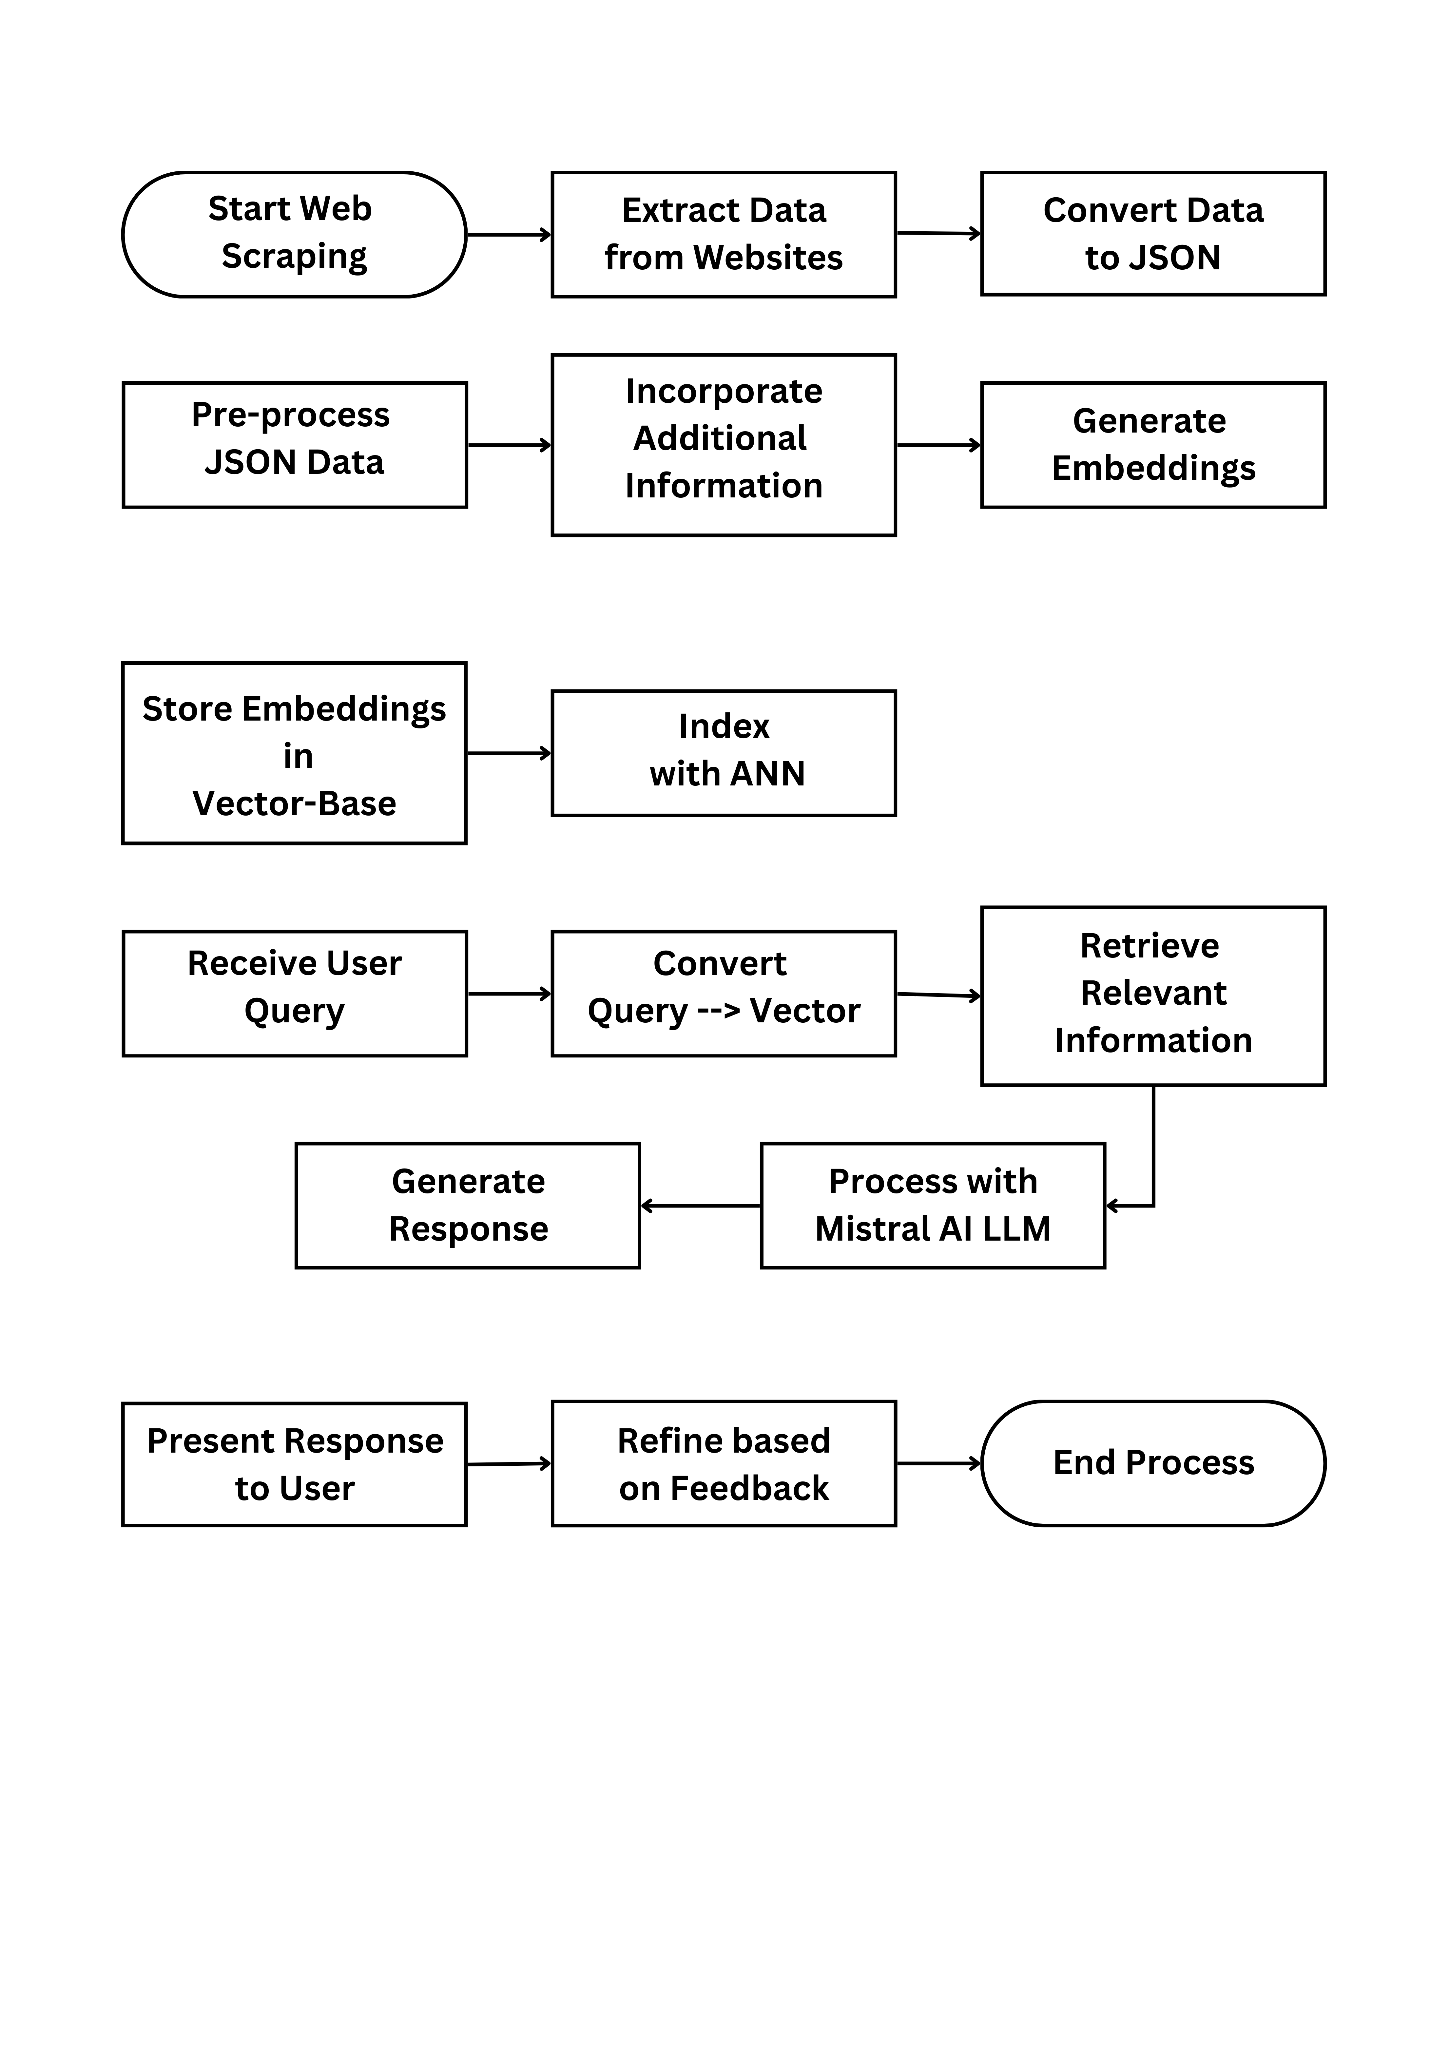 Start Web
Scraping
Extract Data
from Websites
Convert Data
to JSON
Pre-process
JSON Data
Incorporate
Additional
Information
Generate
Embeddings
Store Embeddings
in
Vector-Base
Index
with ANN
Receive User
Query
Convert
Query --> Vector
Retrieve
Relevant
Information
Process with
Mistral AI LLM
Generate
Response
Present Response
to User
Refine based
on Feedback
End Process